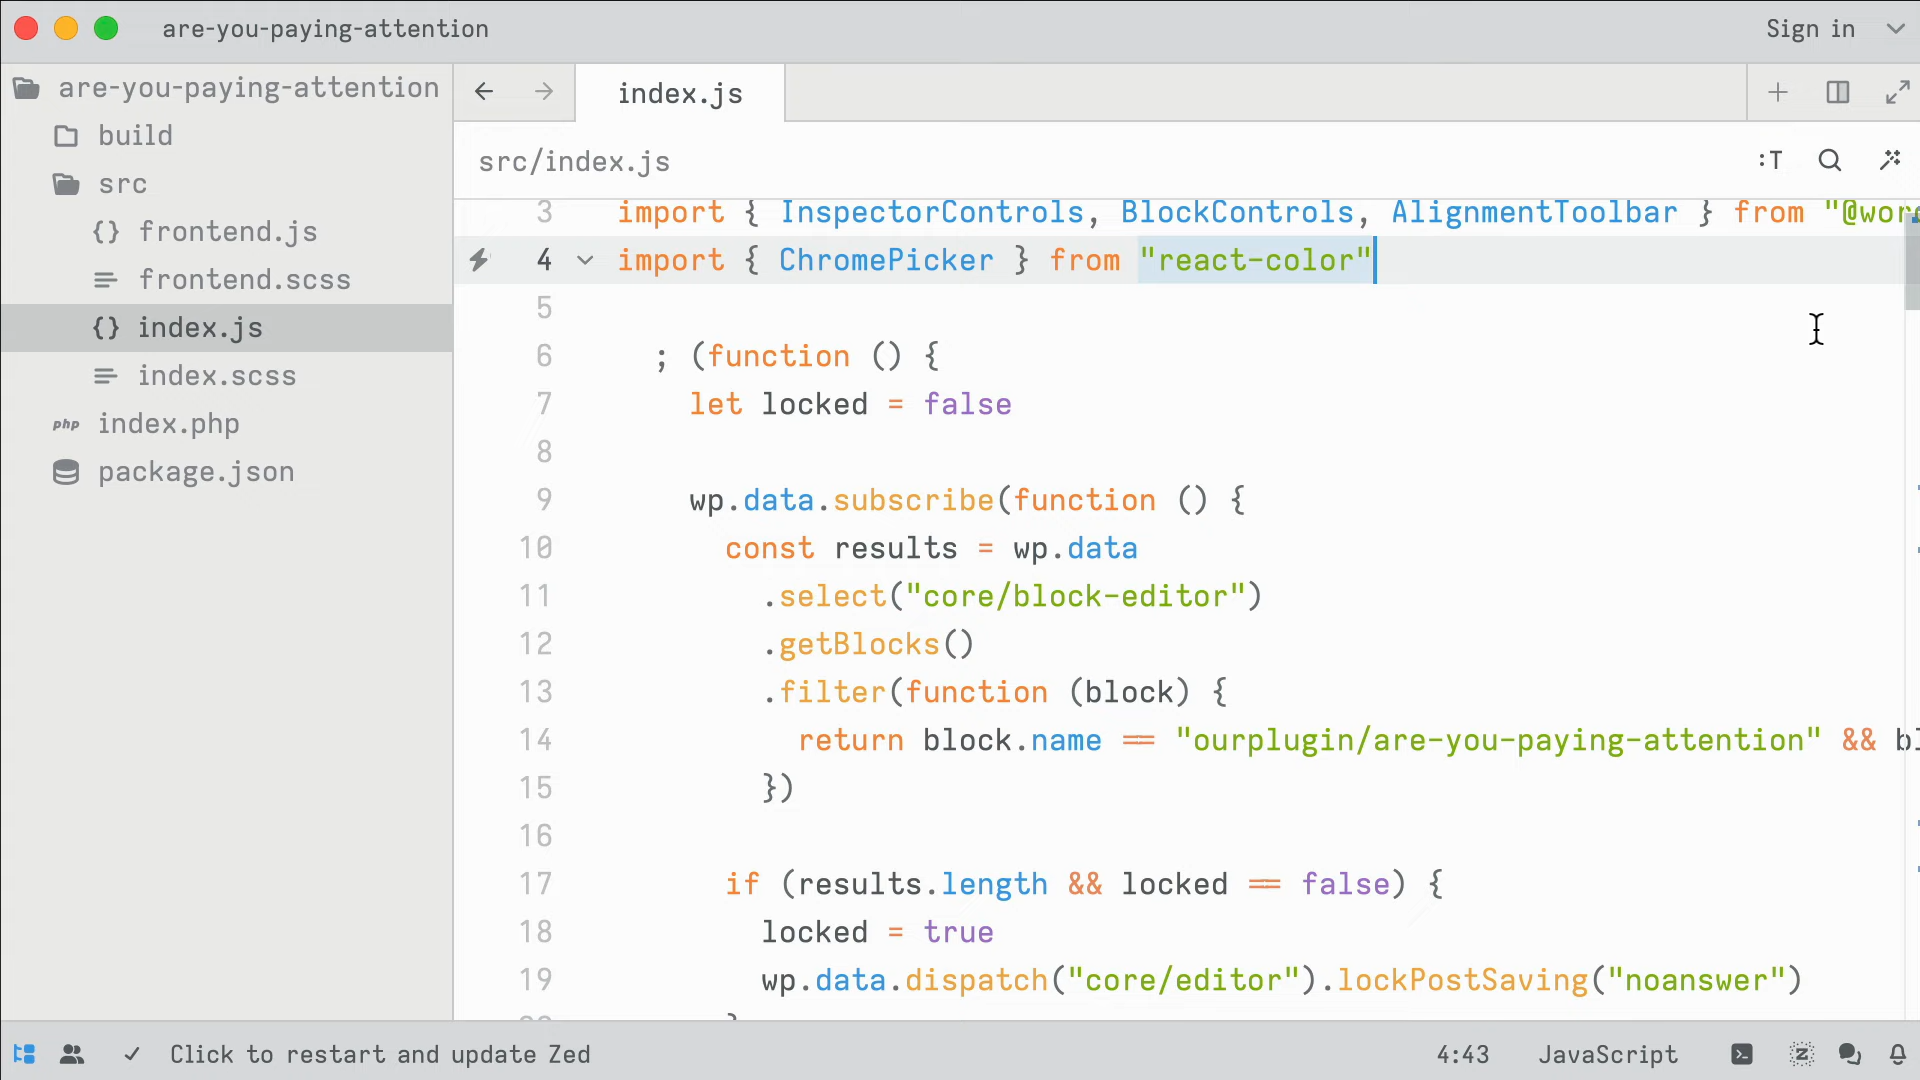 are-you-paying-attention
Sign in
are-you-paying-attention
build
src
frontend.js
frontend.scss
index.js
index.scss
index.php
package.json
index.js
src/index.js
:T
3 import { InspectorControls, BlockControls, AlignmentToolbar } from "@wor
4 import { ChromePicker } from "react-color"
5
6 ; (function () {
7 let locked = false
8
9 wp.data.subscribe(function () {
10 const results = wp.data
11 .select("core/block-editor")
12 .getBlocks()
13 .filter(function (block) {
14 return block.name == "ourplugin/are-you-paying-attention" && bl
15 })
16
17 if (results.length && locked == false) {
18 locked = true
19 wp.data.dispatch("core/editor").lockPostSaving("noanswer")
Click to restart and update Zed
4:43
JavaScript